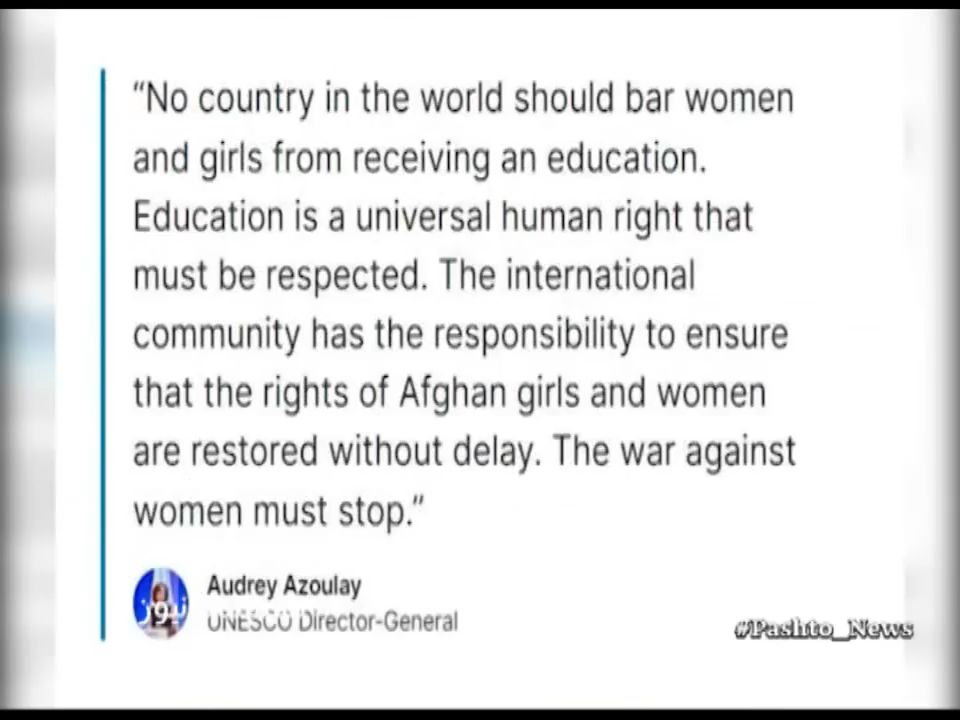 “No country in the world should bar women
and girls from receiving an education.
Education is a universal human right that
must be respected. The international
community has the responsibility to ensure
that the rights of Afghan girls and women
are restored without delay. The war against
women must stop.”
Audrey Azoulay
UNESCO Director-General
نیوز
#Pashto_News